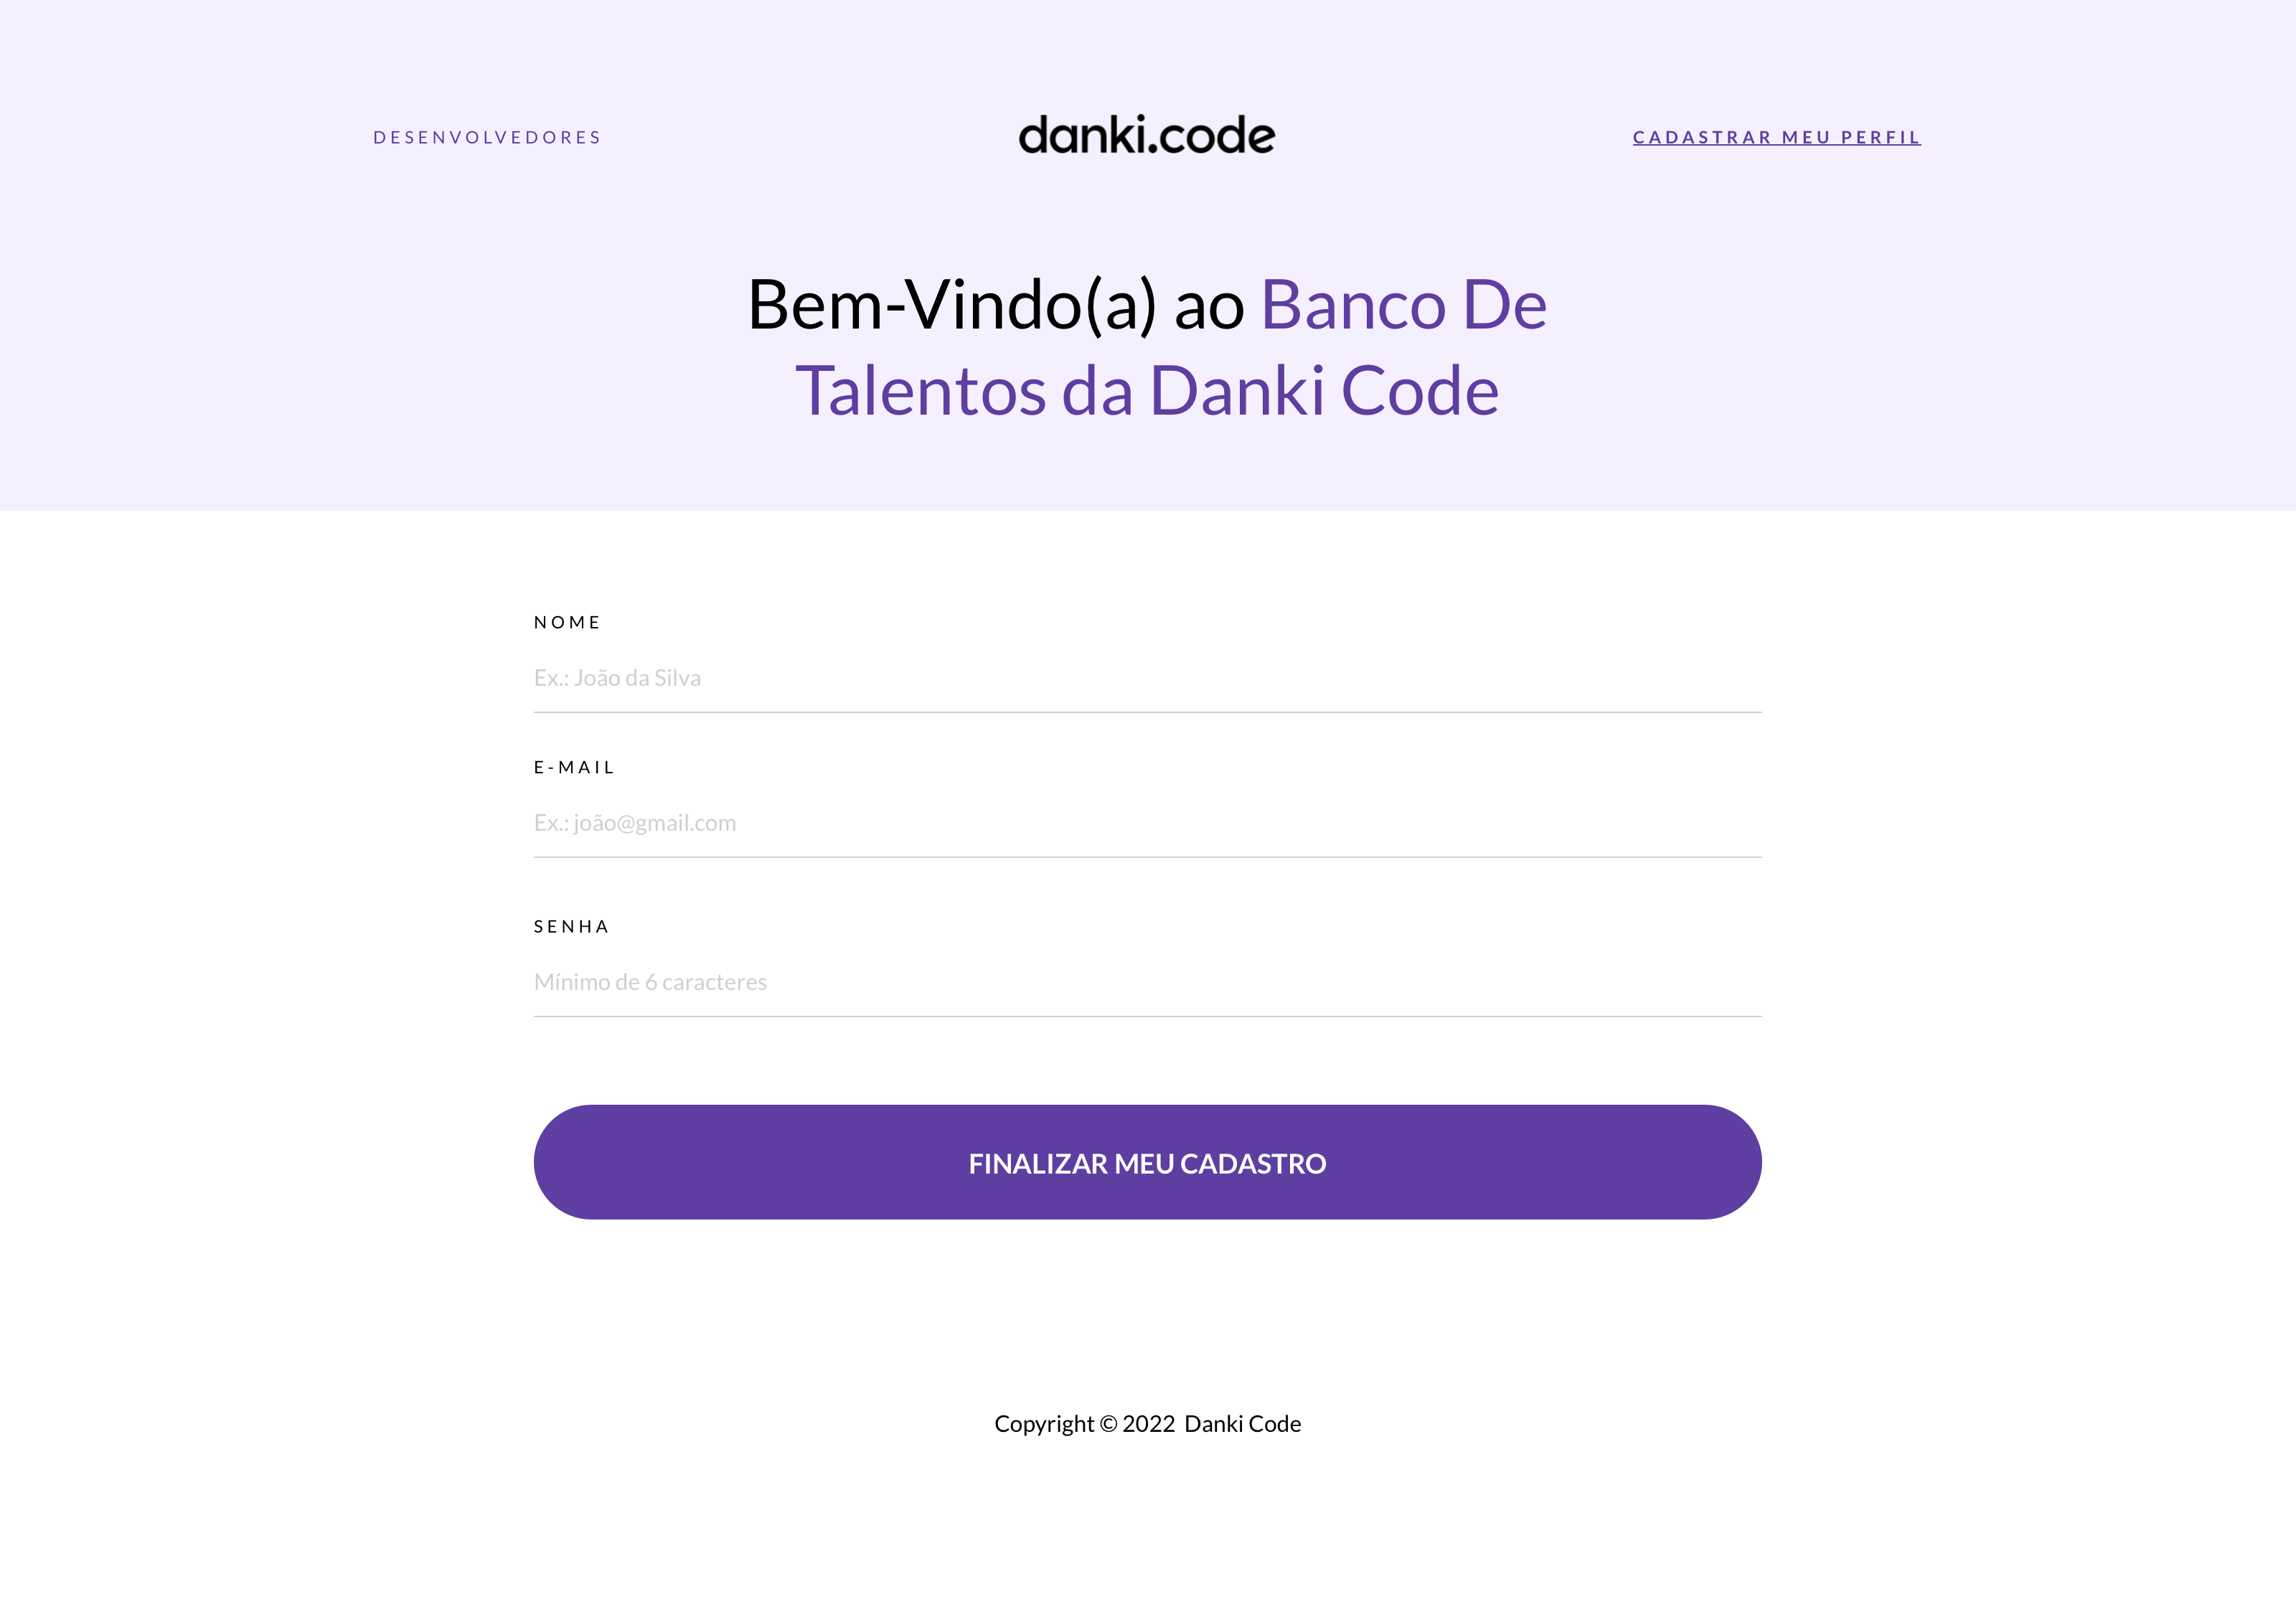 DESENVOLVEDORES
danki.code
CADASTRAR MEU PERFIL
Bem-Vindo(a) ao Banco De
Talentos da Danki Code
NOME
Ex.: João da Silva
E-MAIL
Ex.: joão@gmail.com
SENHA
Mínimo de 6 caracteres
FINALIZAR MEU CADASTRO
Copyright © 2022 Danki Code